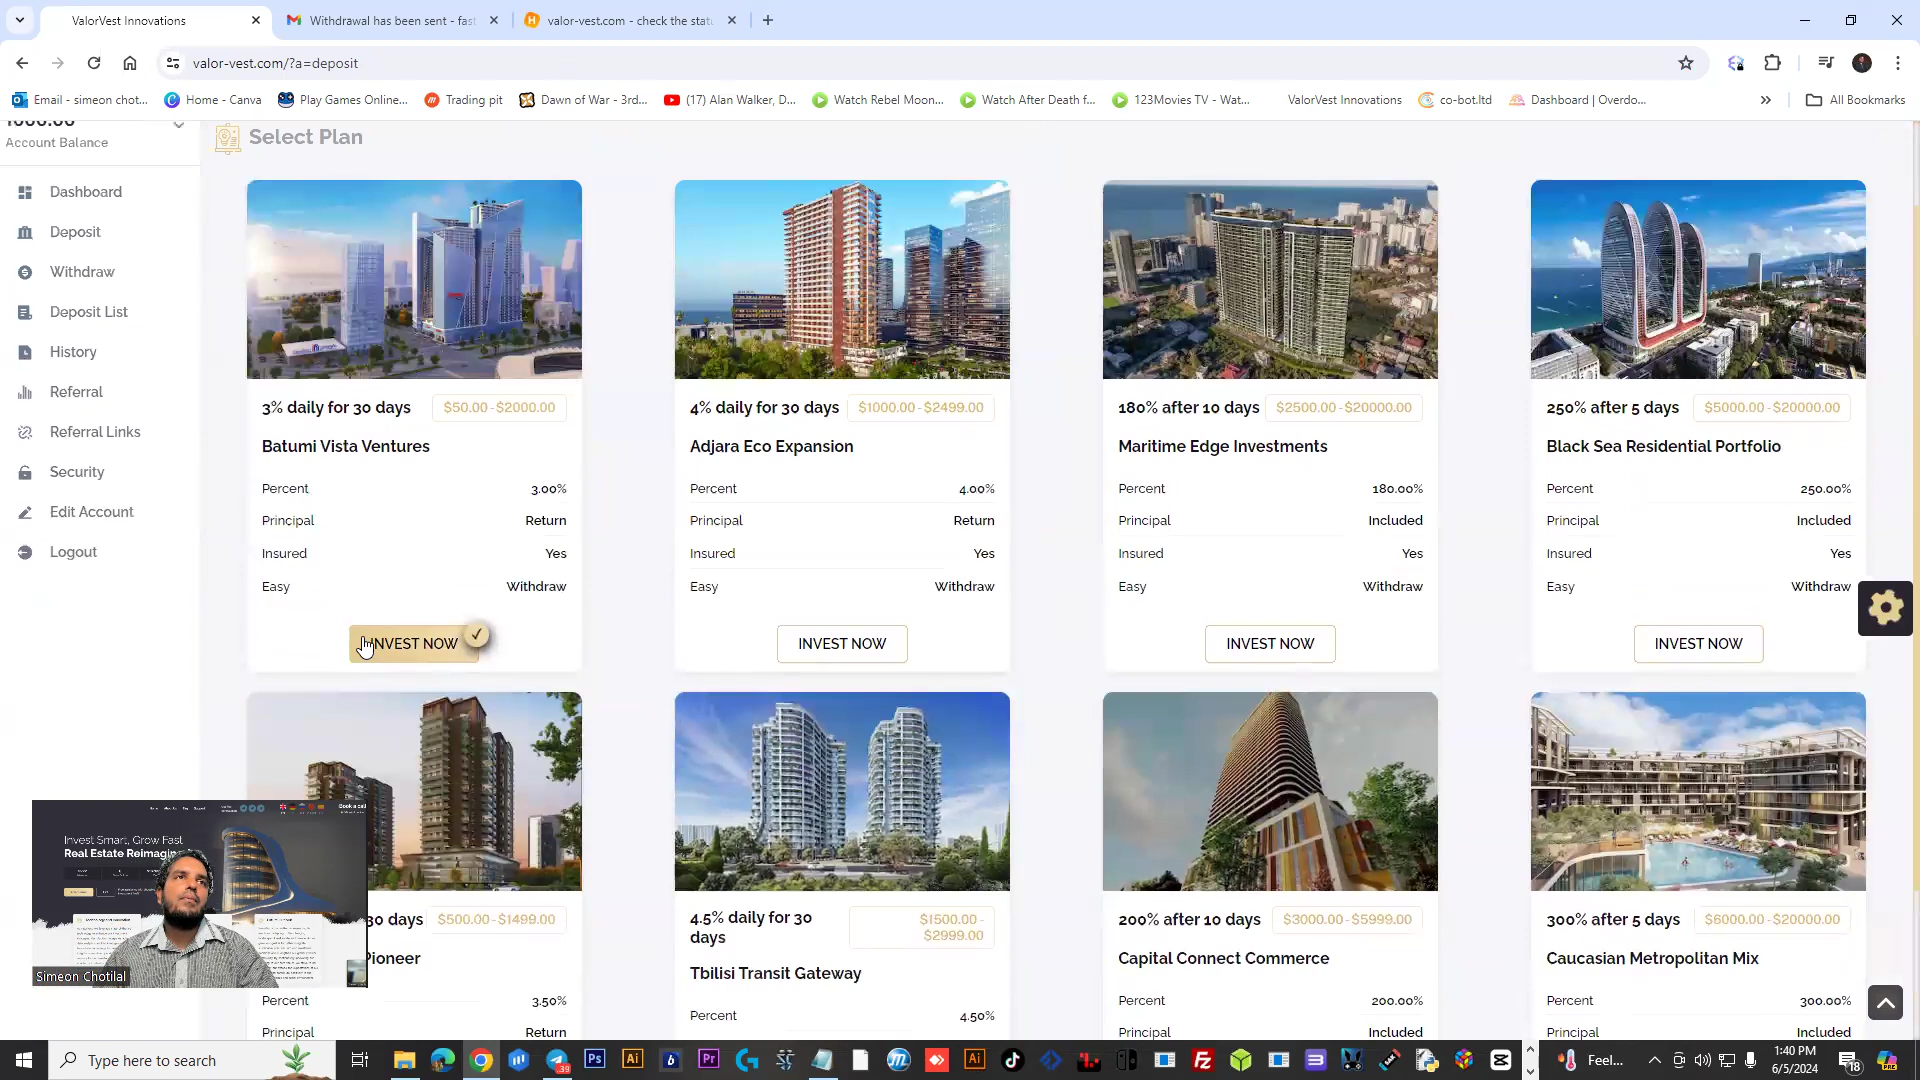 ValorVest Innovations
Withdrawal has been sent - fast
valor-vest.com - check the statu
valor-vest.com/?a=deposit
Email - simeon chot...
Home - Canva
Play Games Online...
Trading pit
Dawn of War - 3rd...
(17) Alan Walker, D...
Watch Rebel Moon...
Watch After Death f...
123Movies TV - Wat...
ValorVest Innovations
co-bot.ltd
Dashboard | Overdo...
All Bookmarks
Account Balance
Dashboard
Deposit
Withdraw
Deposit List
History
Referral
Referral Links
Security
Edit Account
Logout
Select Plan
3% daily for 30 days
$50.00 - $2000.00
Batumi Vista Ventures
Percent 3.00%
Principal Return
Insured Yes
Easy Withdraw
INVEST NOW
4% daily for 30 days
$1000.00 - $2499.00
Adjara Eco Expansion
Percent 4.00%
Principal Return
Insured Yes
Easy Withdraw
INVEST NOW
180% after 10 days
$2500.00 - $20000.00
Maritime Edge Investments
Percent 180.00%
Principal Included
Insured Yes
Easy Withdraw
INVEST NOW
250% after 5 days
$5000.00 - $20000.00
Black Sea Residential Portfolio
Percent 250.00%
Principal Included
Insured Yes
Easy Withdraw
INVEST NOW
30 days
$500.00 - $1499.00
Pioneer
Percent 3.50%
Principal Return
4.5% daily for 30
days
$1500.00 -
$2999.00
Tbilisi Transit Gateway
Percent 4.50%
200% after 10 days
$3000.00 - $5999.00
Capital Connect Commerce
Percent 200.00%
Principal Included
300% after 5 days
$6000.00 - $20000.00
Caucasian Metropolitan Mix
Percent 300.00%
Principal Included
Book a call
Invest Smart, Grow Fast
Real Estate Reimagin
Simeon Chotilal
Type here to search
39
Feel...
1:40 PM
6/5/2024
18